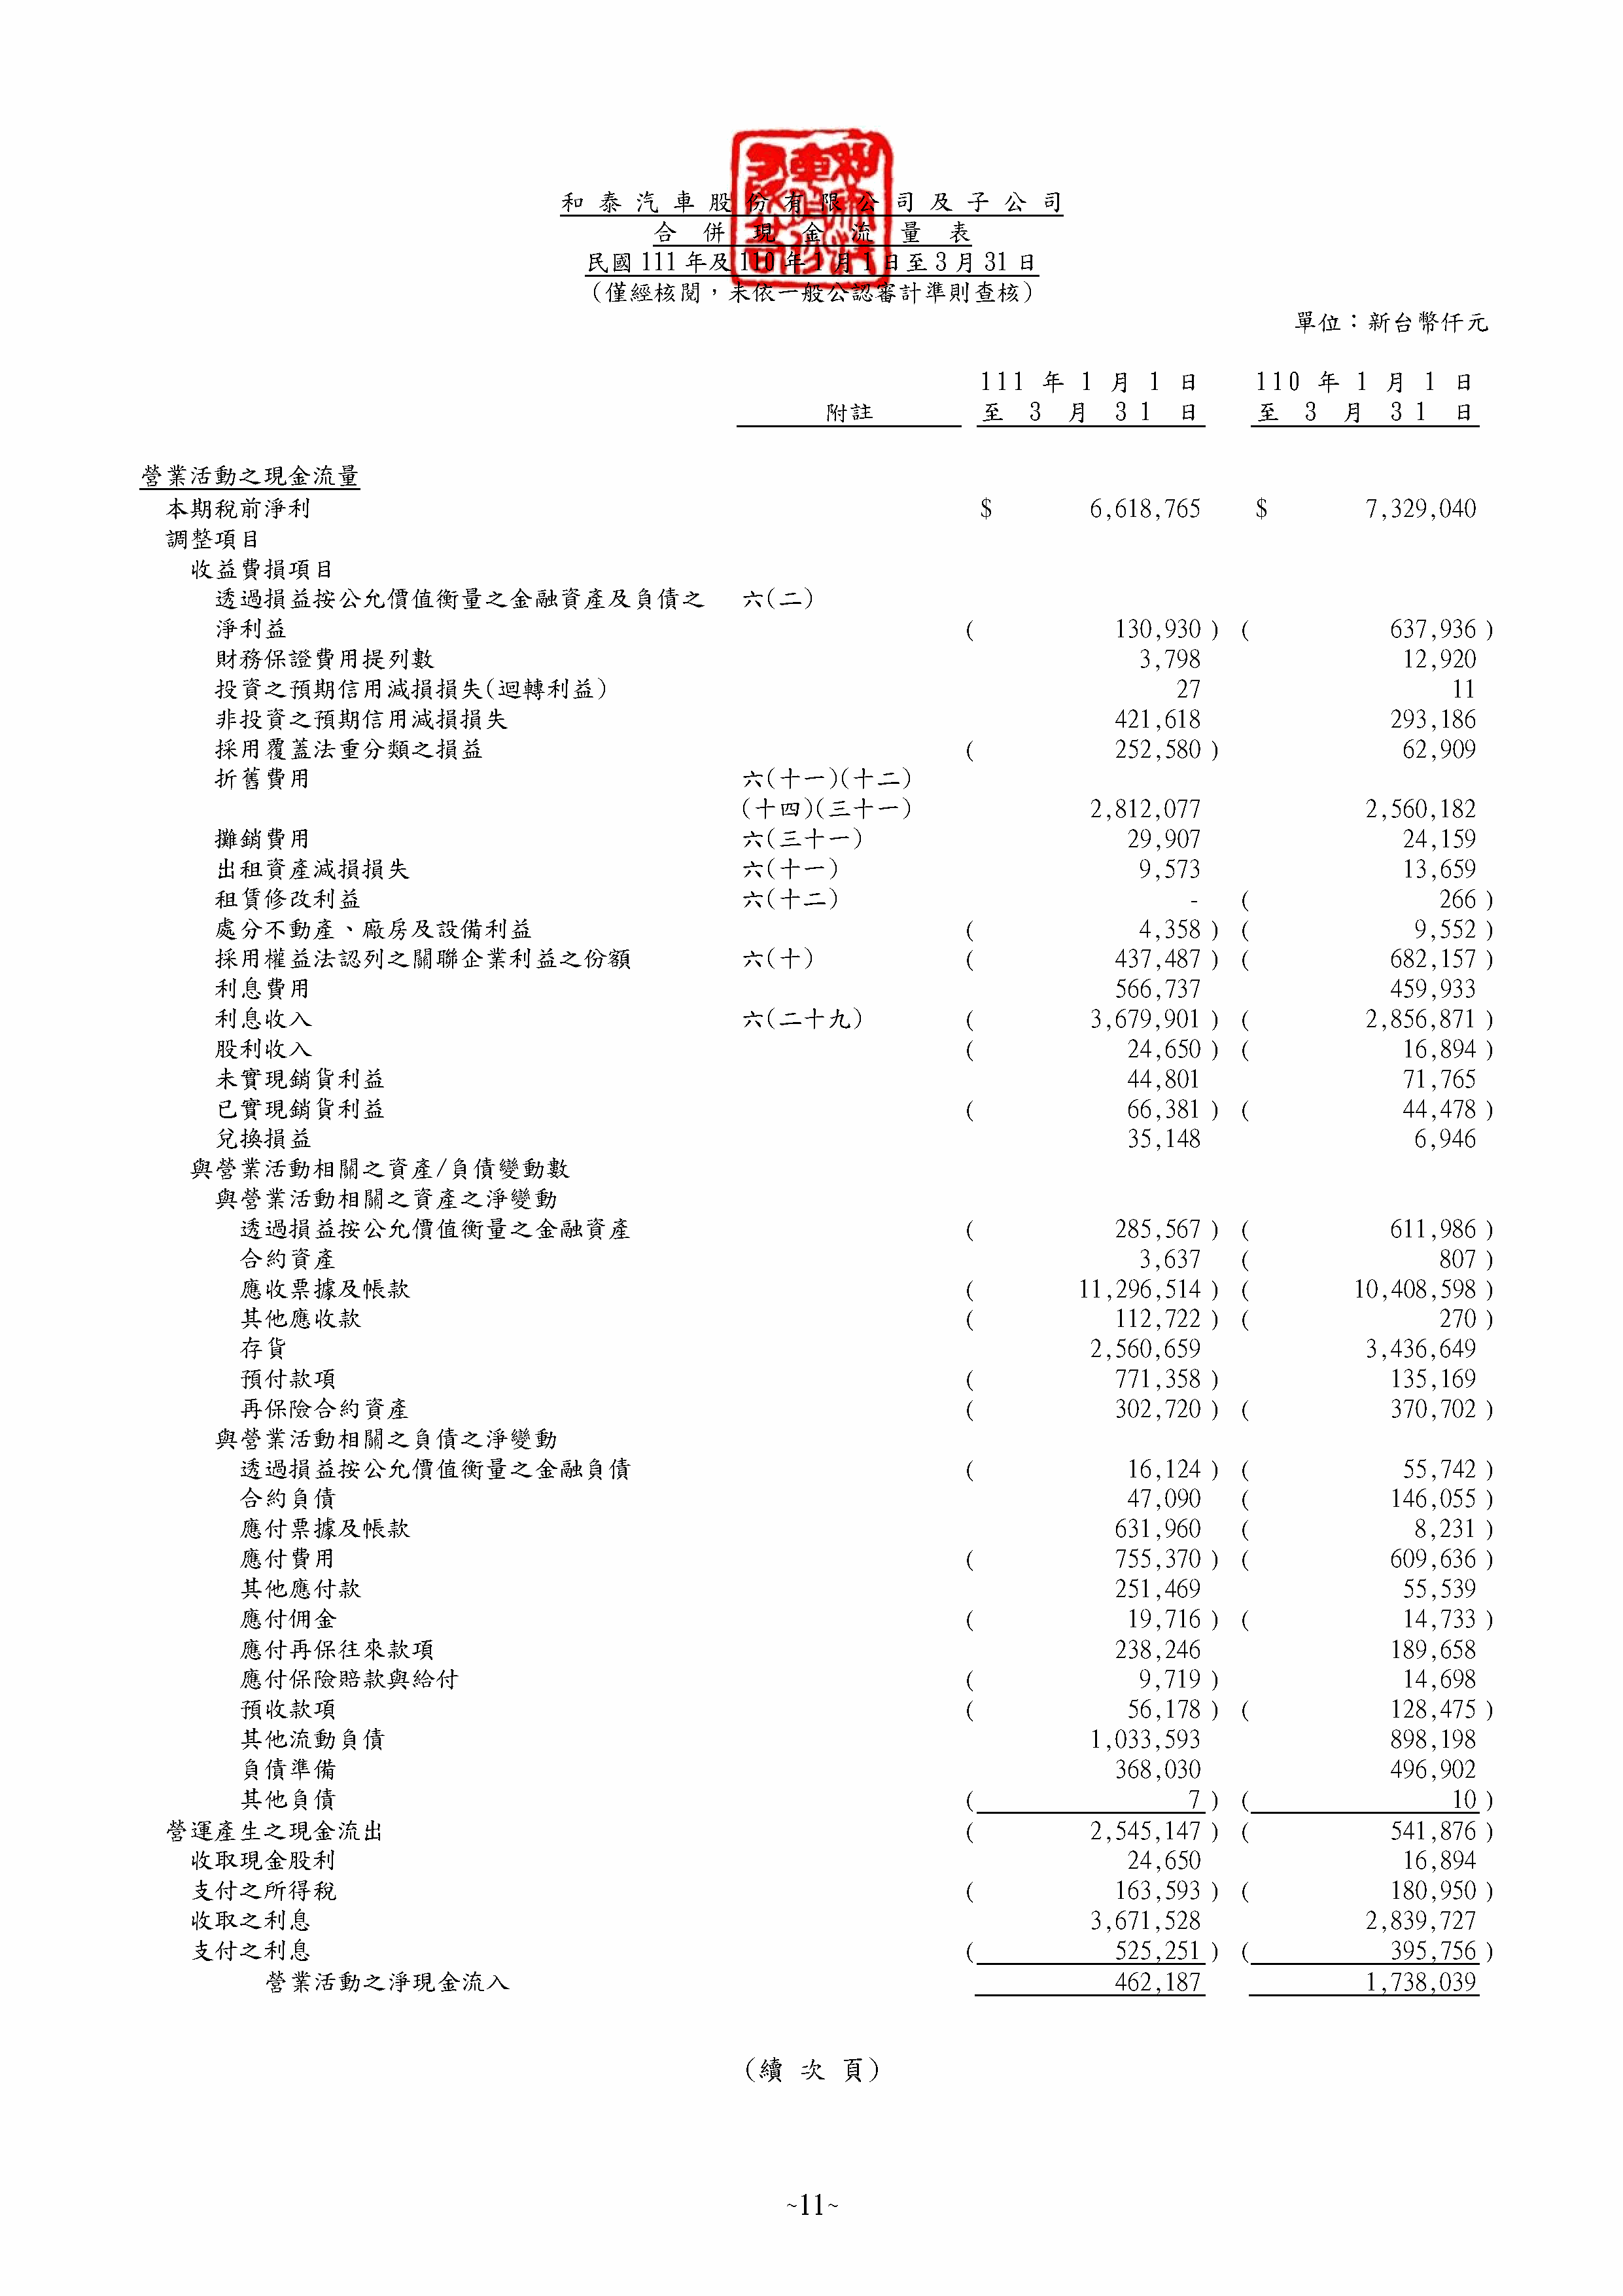 和泰汽車股份有限公司及子公司
合併現金流量表
民國 111 年及 110 年 1 月 1 日至 3 月 31 日
(僅經核閱，未依一般公認審計準則查核)
單位：新台幣仟元
111 年 1 月 1 日 110 年 1 月 1 日
附註 至 3 月 31 日 至 3 月 31 日
營業活動之現金流量
本期稅前淨利 $ 6,618,765 $ 7,329,040
調整項目
收益費損項目
透過損益按公允價值衡量之金融資產及負債之 六(二)
淨利益 ( 130,930 ) ( 637,936 )
財務保證費用提列數 3,798 12,920
投資之預期信用減損損失(迴轉利益) 27 11
非投資之預期信用減損損失 421,618 293,186
採用覆蓋法重分類之損益 ( 252,580 ) 62,909
折舊費用 六(十一)(十二)
(十四)(三十一) 2,812,077 2,560,182
攤銷費用 六(三十一) 29,907 24,159
出租資產減損損失 六(十一) 9,573 13,659
租賃修改利益 六(十二) - ( 266 )
處分不動產、廠房及設備利益 ( 4,358 ) ( 9,552 )
採用權益法認列之關聯企業利益之份額 六(十) ( 437,487 ) ( 682,157 )
利息費用 566,737 459,933
利息收入 六(二十九) ( 3,679,901 ) ( 2,856,871 )
股利收入 ( 24,650 ) ( 16,894 )
未實現銷貨利益 44,801 71,765
已實現銷貨利益 ( 66,381 ) ( 44,478 )
兌換損益 35,148 6,946
與營業活動相關之資產/負債變動數
與營業活動相關之資產之淨變動
透過損益按公允價值衡量之金融資產 ( 285,567 ) ( 611,986 )
合約資產 3,637 ( 807 )
應收票據及帳款 ( 11,296,514 ) ( 10,408,598 )
其他應收款 ( 112,722 ) ( 270 )
存貨 2,560,659 3,436,649
預付款項 ( 771,358 ) 135,169
再保險合約資產 ( 302,720 ) ( 370,702 )
與營業活動相關之負債之淨變動
透過損益按公允價值衡量之金融負債 ( 16,124 ) ( 55,742 )
合約負債 47,090 ( 146,055 )
應付票據及帳款 631,960 ( 8,231 )
應付費用 ( 755,370 ) ( 609,636 )
其他應付款 251,469 55,539
應付佣金 ( 19,716 ) ( 14,733 )
應付再保往來款項 238,246 189,658
應付保險賠款與給付 ( 9,719 ) 14,698
預收款項 ( 56,178 ) ( 128,475 )
其他流動負債 1,033,593 898,198
負債準備 368,030 496,902
其他負債 ( 7 ) ( 10 )
營運產生之現金流出 ( 2,545,147 ) ( 541,876 )
收取現金股利 24,650 16,894
支付之所得稅 ( 163,593 ) ( 180,950 )
收取之利息 3,671,528 2,839,727
支付之利息 ( 525,251 ) ( 395,756 )
營業活動之淨現金流入 462,187 1,738,039
(續 次 頁)
~11~